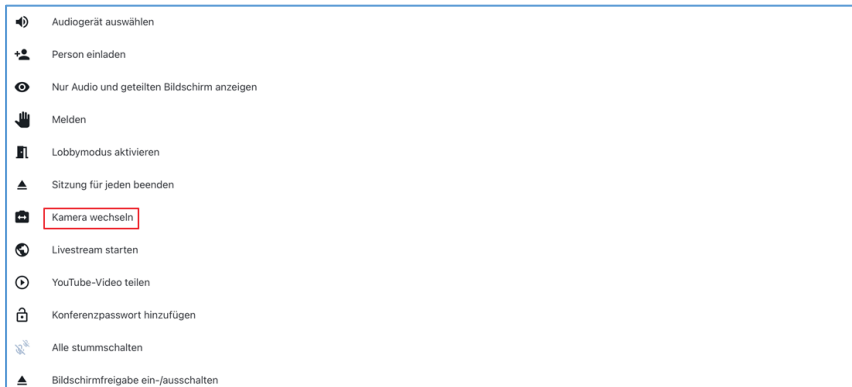 Audiogerät auswählen
Person einladen
Nur Audio und geteilten Bildschirm anzeigen
Melden
Lobbymodus aktivieren
Sitzung für jeden beenden
Kamera wechseln
Livestream starten
YouTube-Video teilen
Konferenzpasswort hinzufügen
Alle stummschalten
Bildschirmfreigabe ein-/ausschalten